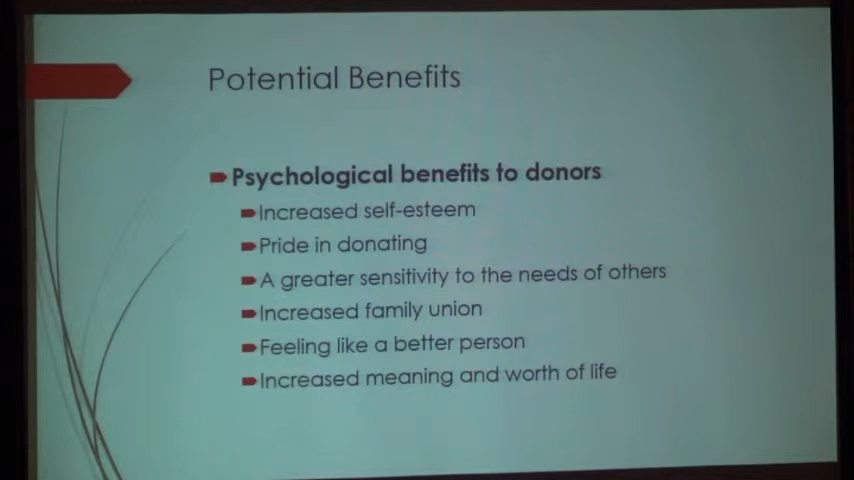 Potential Benefits
Psychological benefits to donors
Increased self-esteem
Pride in donating
A greater sensitivity to the needs of others
Increased family union
Feeling like a better person
Increased meaning and worth of life